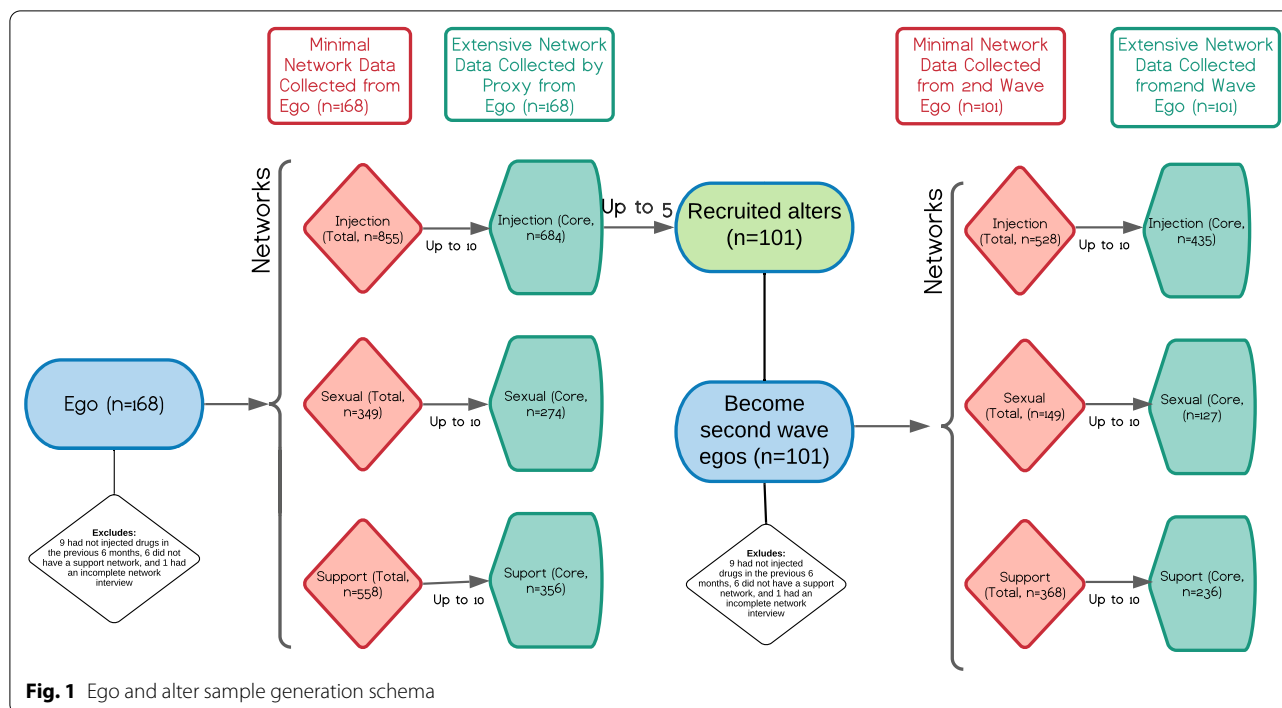 Minimal
Network Data
Collected from
Ego (n=168)
Extensive Network
Data Collected by
Proxy from
Ego (n=168)
Minimal Network
Data Collected
from 2nd Wave
Ego (n=101)
Extensive Network
Data Collected
from2nd Wave
Ego (n=101)
Networks
Injection
(Total, n=855)
Up to 10
Injection (Core,
n=684)
Up to 5
Recruited alters
(n=101)
Networks
Injection
(Total, n=528)
Up to 10
Injection (Core,
n=435)
Ego (n=168)
Sexual (Total,
n=349)
Up to 10
Sexual (Core,
n=274)
Become
second wave
egos (n=101)
Sexual
(Total, (n=149)
Up to 10
Sexual (Core,
(n=127)
Excludes:
9 had not injected drugs in
the previous 6 months, 6 did not
have a support network, and 1 had
an incomplete network
interview
Support (Total,
n=558)
Up to 10
Suport (Core,
n=356)
Exludes:
9 had not injected
drugs in the previous 6
months, 6 did not have a support
network, and 1 had an
incomplete network
interview
Support
(Total, n=368)
Up to 10
Suport (Core,
n=236)
Fig. 1 Ego and alter sample generation schema